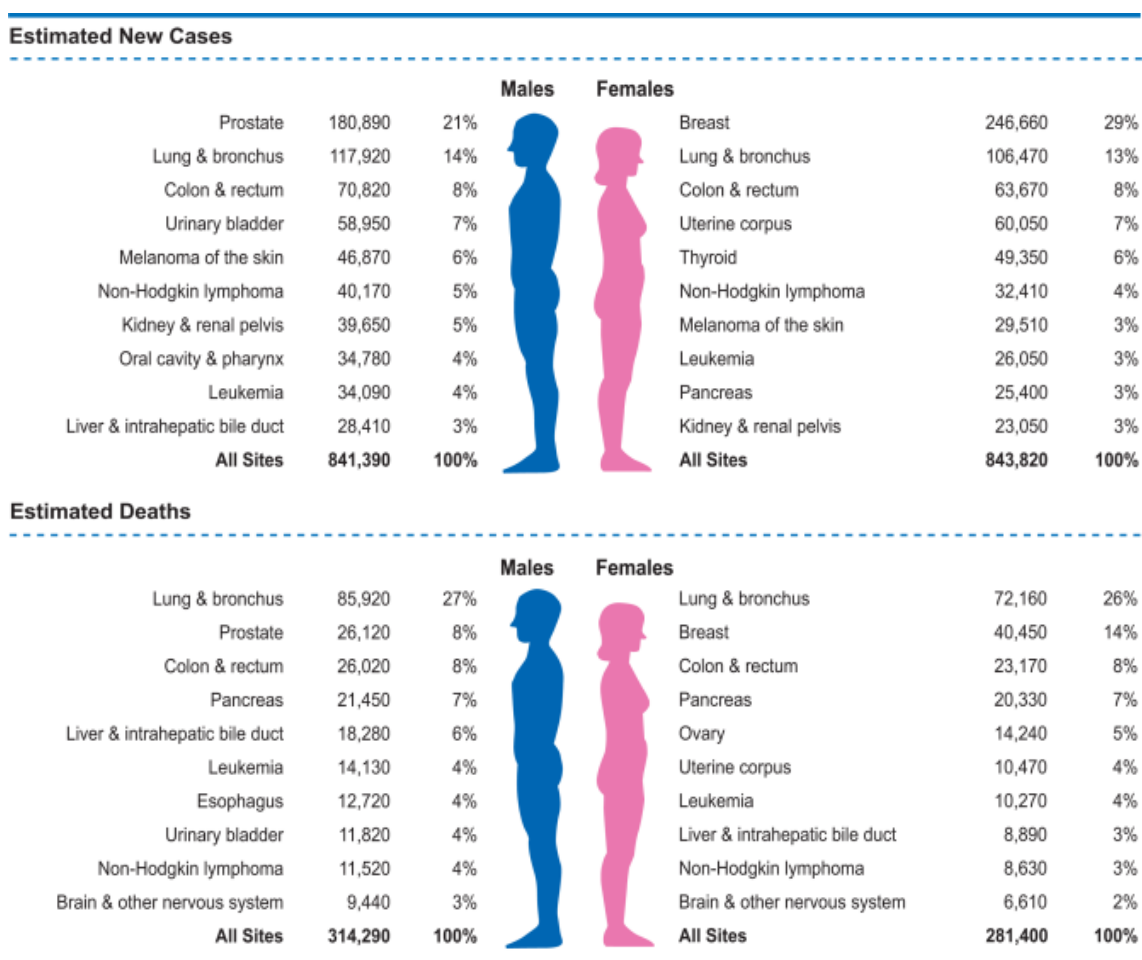 Estimated New Cases
Males Females
Prostate 180,890 21% Breast 246,660 29%
Lung & bronchus 117,920 14% Lung & bronchus 106,470 13%
Colon & rectum 70,820 8% Colon & rectum 63,670 8%
Urinary bladder 58,950 7% Uterine corpus 60,050 7%
Melanoma of the skin 46,870 6% Thyroid 49,350 6%
Non-Hodgkin lymphoma 40,170 5% Non-Hodgkin lymphoma 32,410 4%
Kidney & renal pelvis 39,650 5% Melanoma of the skin 29,510 3%
Oral cavity & pharynx 34,780 4% Leukemia 26,050 3%
Leukemia 34,090 4% Pancreas 25,400 3%
Liver & intrahepatic bile duct 28,410 3% Kidney & renal pelvis 23,050 3%
All Sites 841,390 100% All Sites 843,820 100%
Estimated Deaths
Males Females
Lung & bronchus 85,920 27% Lung & bronchus 72,160 26%
Prostate 26,120 8% Breast 40,450 14%
Colon & rectum 26,020 8% Colon & rectum 23,170 8%
Pancreas 21,450 7% Pancreas 20,330 7%
Liver & intrahepatic bile duct 18,280 6% Ovary 14,240 5%
Leukemia 14,130 4% Uterine corpus 10,470 4%
Esophagus 12,720 4% Leukemia 10,270 4%
Urinary bladder 11,820 4% Liver & intrahepatic bile duct 8,890 3%
Non-Hodgkin lymphoma 11,520 4% Non-Hodgkin lymphoma 8,630 3%
Brain & other nervous system 9,440 3% Brain & other nervous system 6,610 2%
All Sites 314,290 100% All Sites 281,400 100%